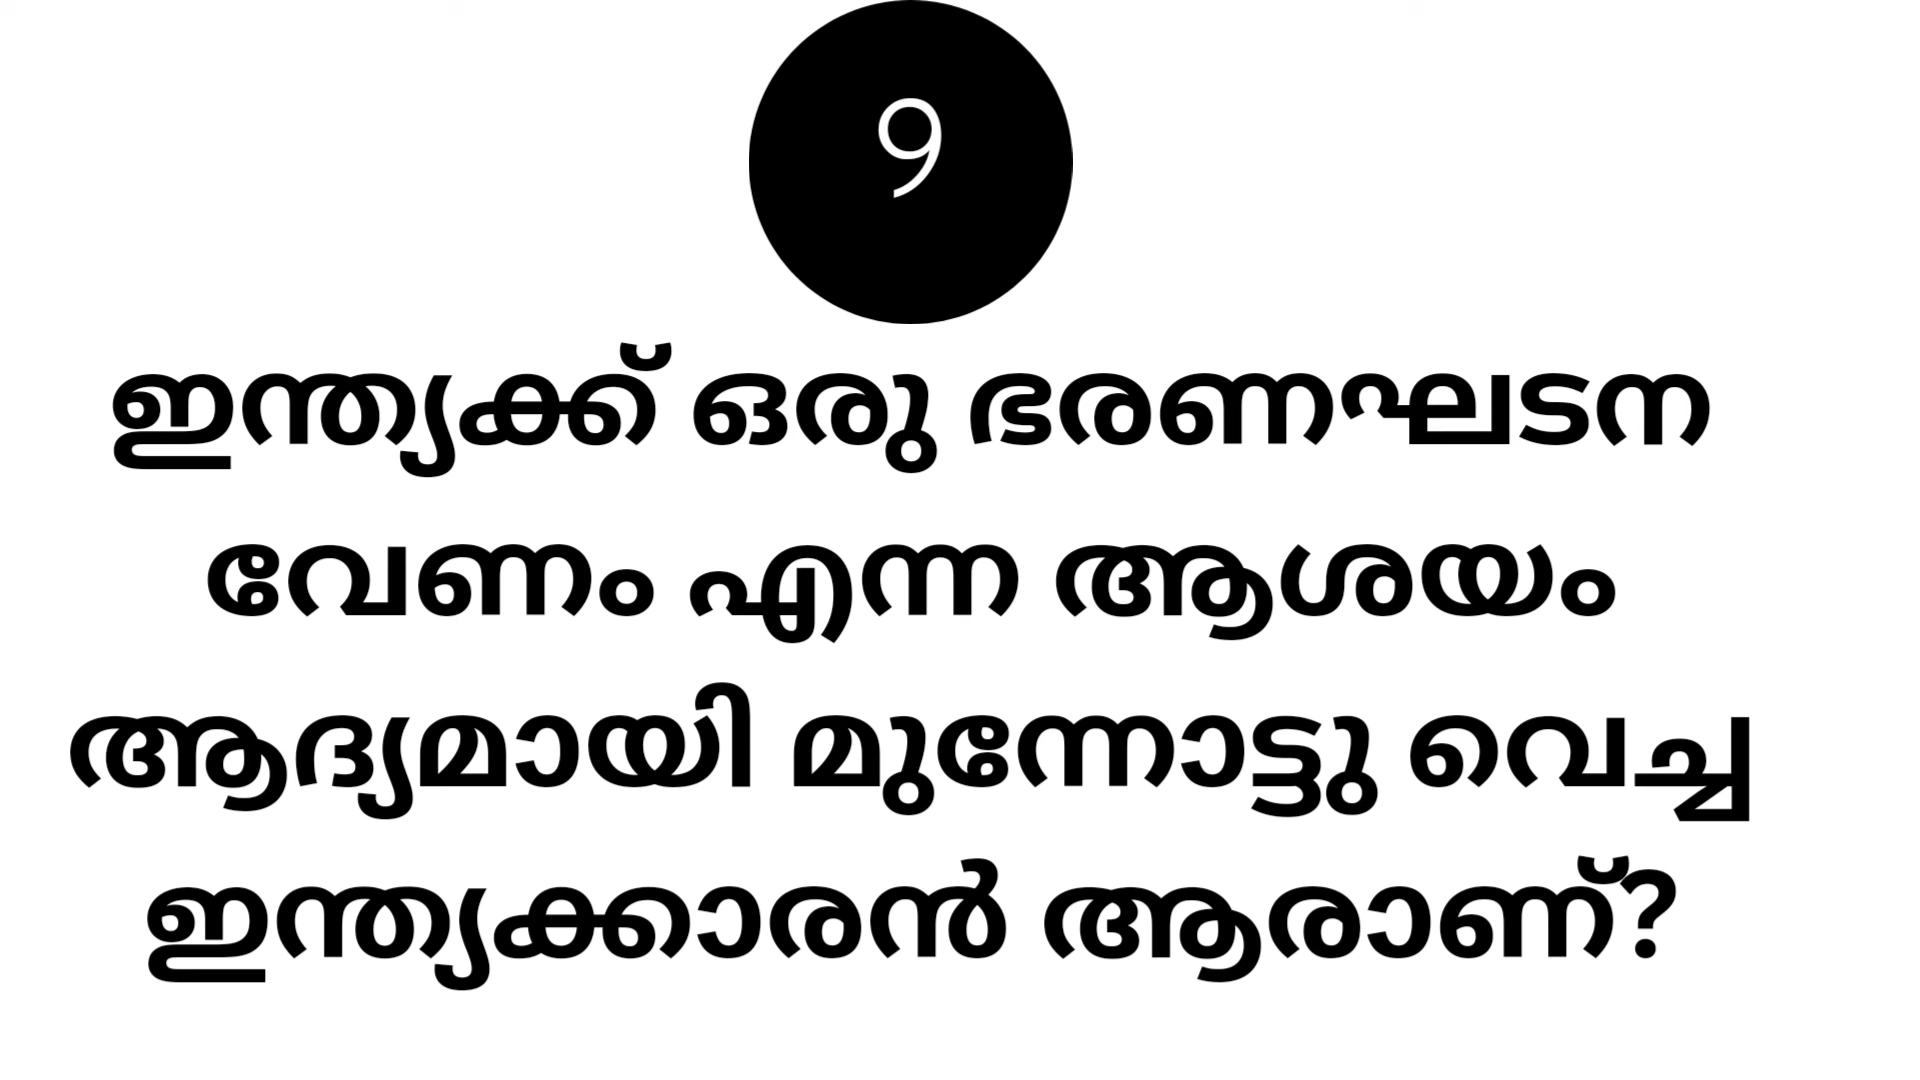 9
ഇന്ത്യക്ക് ഒരു ഭരണഘടന
വേണം എന്ന ആശയം
ആദ്യമായി മുന്നോട്ടു വെച്ച
ഇന്ത്യക്കാരൻ ആരാണ്?